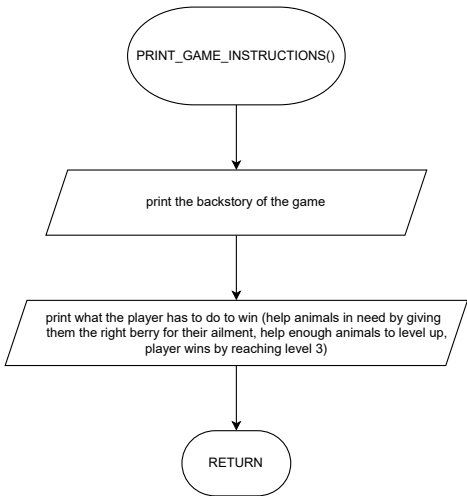 PRINT_GAME_INSTRUCTIONS()
print the backstory of the game
print what the player has to do to win (help animals in need by giving
them the right berry for their ailment, help enough animals to level up,
player wins by reaching level 3)
RETURN